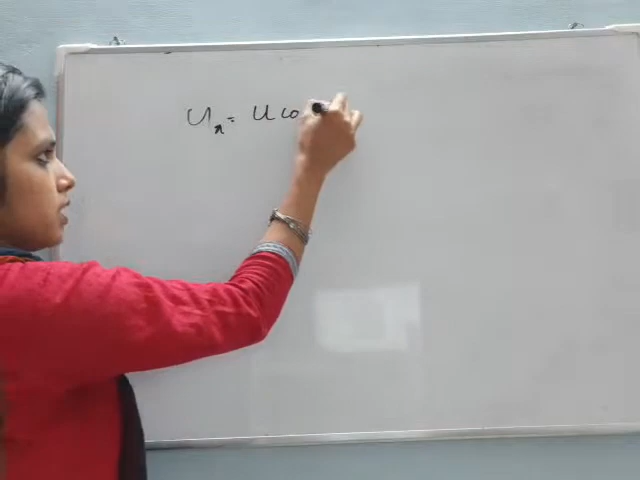 uₓ = u co